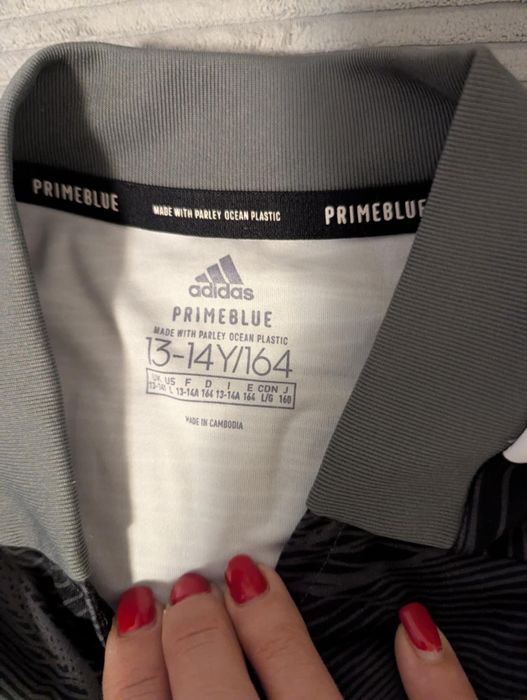 PRIMEBLUE MADE WITH PARLEY OCEAN PLASTIC PRIMEBLUE
adidas
PRIMEBLUE
MADE WITH PARLEY OCEAN PLASTIC
13-14Y/164
UK US F D I E CDN J
13-14Y L 13-14A 164 13-14A 164 L/G 160
MADE IN CAMBODIA